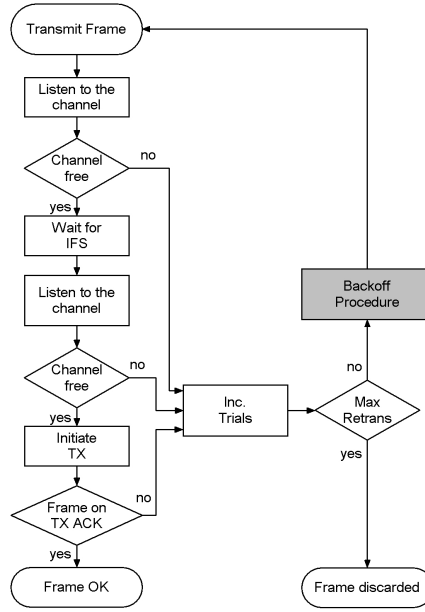 Transmit Frame
Listen to the
channel
Channel
free
no
yes
Wait for
IFS
Listen to the
channel
Channel
free
no
yes
Initiate
TX
Frame on
TX ACK
no
yes
Frame OK
Inc.
Trials
Backoff
Procedure
no
Max
Retrans
yes
Frame discarded